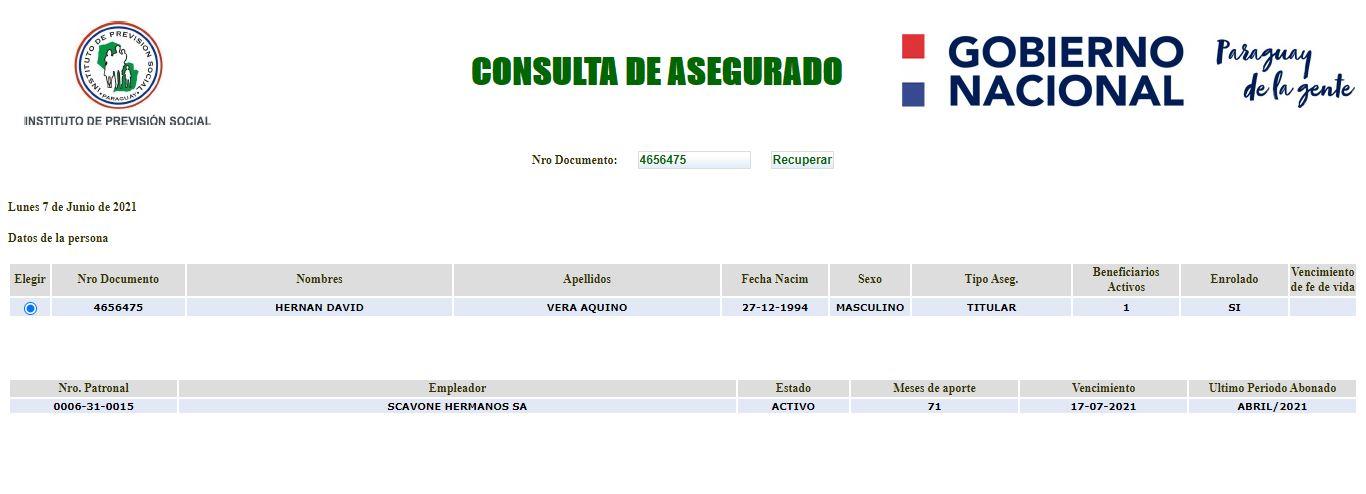 INSTITUTO DE PREVISION SOCIAL
• PARAGUAY •
INSTITUTO DE PREVISIÓN SOCIAL
CONSULTA DE ASEGURADO
GOBIERNO
NACIONAL
Paraguay
de la gente
Nro Documento: 4656475 Recuperar
Lunes 7 de Junio de 2021
Datos de la persona
Elegir Nro Documento Nombres Apellidos Fecha Nacim Sexo Tipo Aseg. Beneficiarios Activos Enrolado Vencimiento de fe de vida
4656475 HERNAN DAVID VERA AQUINO 27-12-1994 MASCULINO TITULAR 1 SI
Nro. Patronal Empleador Estado Meses de aporte Vencimiento Ultimo Periodo Abonado
0006-31-0015 SCAVONE HERMANOS SA ACTIVO 71 17-07-2021 ABRIL/2021